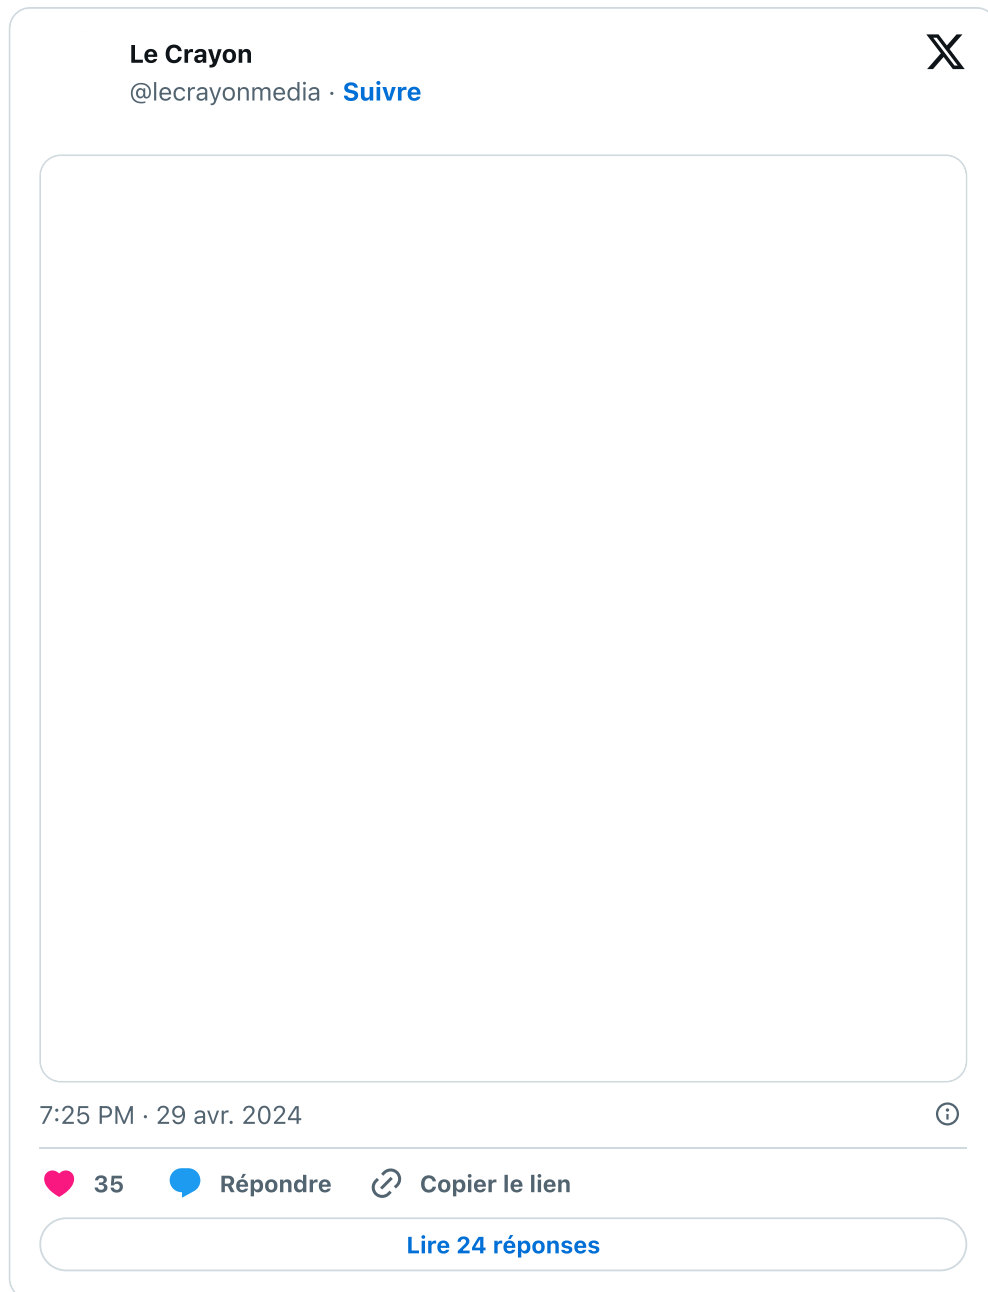 Le Crayon
@lecrayonmedia · Suivre
7:25 PM · 29 avr. 2024
35 Répondre Copier le lien
Lire 24 réponses